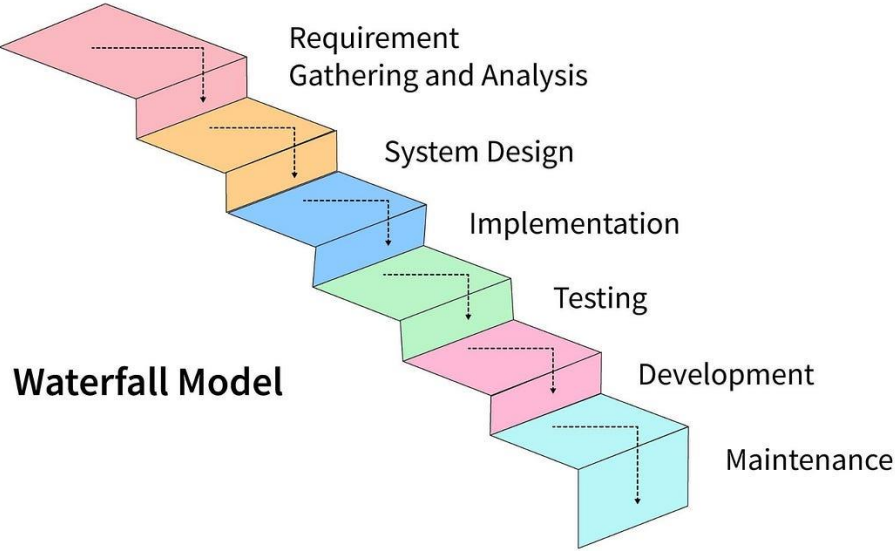 Requirement
Gathering and Analysis
System Design
Implementation
Testing
Waterfall Model
Development
Maintenance